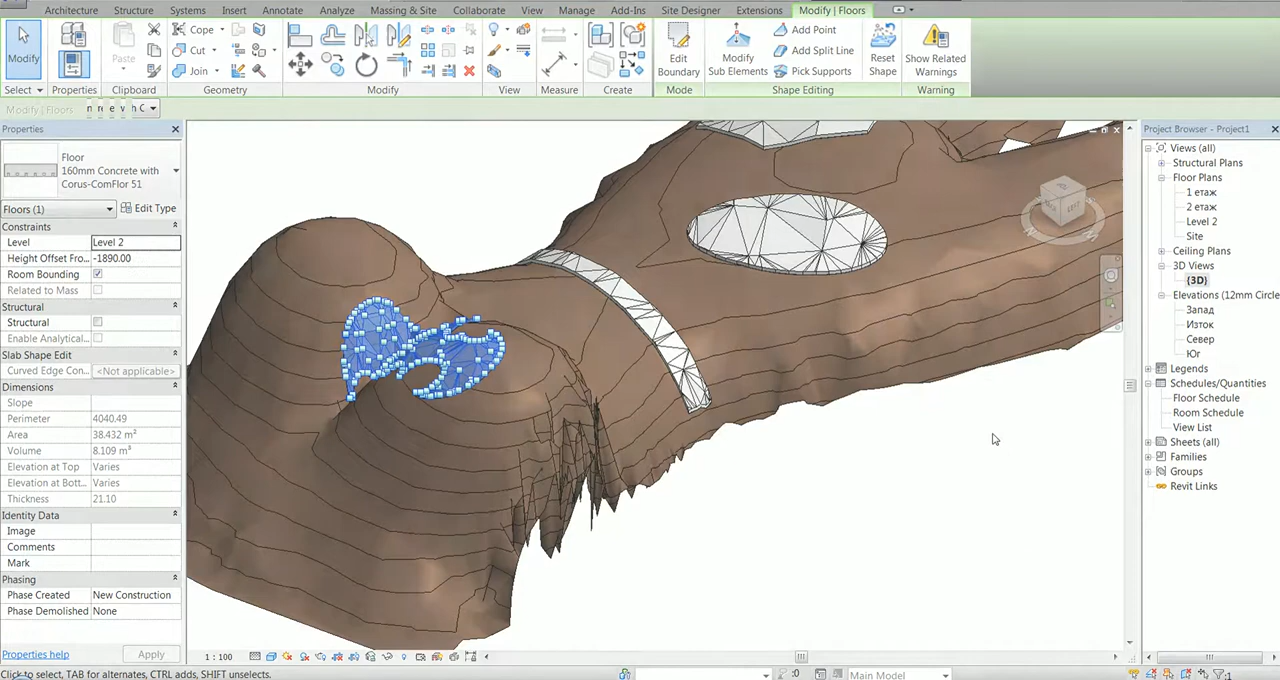 Architecture Structure Systems Insert Annotate Analyze Massing & Site Collaborate View Manage Add-Ins Site Designer Extensions Modify | Floors
Modify
Select
Properties
Paste
Clipboard
Cope
Cut
Join
Geometry
Modify
View
Measure
Create
Edit
Boundary
Mode
Modify
Sub Elements
Add Point
Add Split Line
Pick Supports
Reset
Shape
Shape Editing
Show Related
Warnings
Warning
Modify | Floors
Properties
Floor
160mm Concrete with
Corus-ComFlor 51
Floors (1)
Edit Type
Constraints
Level Level 2
Height Offset Fro... -1890.00
Room Bounding
Related to Mass
Structural
Structural
Enable Analytical...
Slab Shape Edit
Curved Edge Con... <Not applicable>
Dimensions
Slope
Perimeter 4040.49
Area 38.432 m²
Volume 8.109 m³
Elevation at Top Varies
Elevation at Bott... Varies
Thickness 21.10
Identity Data
Image
Comments
Mark
Phasing
Phase Created New Construction
Phase Demolished None
Properties help
Apply
LEFT
Project Browser - Project1
Views (all)
Structural Plans
Floor Plans
1 етаж
2 етаж
Level 2
Site
Ceiling Plans
3D Views
{3D}
Elevations (12mm Circle
Запад
Изток
Север
Юг
Legends
Schedules/Quantities
Floor Schedule
Room Schedule
View List
Sheets (all)
Families
Groups
Revit Links
1 : 100
Click to select, TAB for alternates, CTRL adds, SHIFT unselects.
:0
Main Model
:1